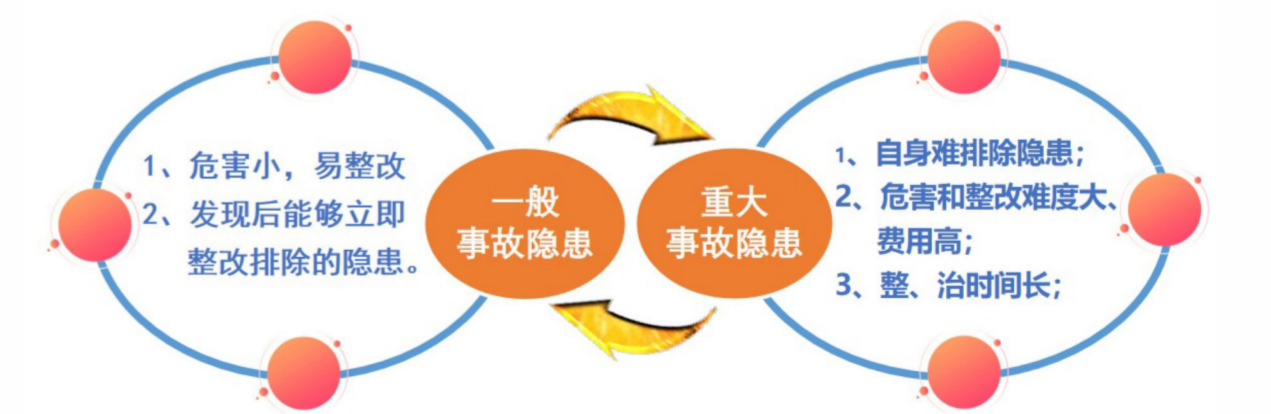 1、危害小，易整改
2、发现后能够立即
整改排除的隐患。
一般
事故隐患
重大
事故隐患
1、自身难排除隐患；
2、危害和整改难度大、
费用高；
3、整、治时间长；